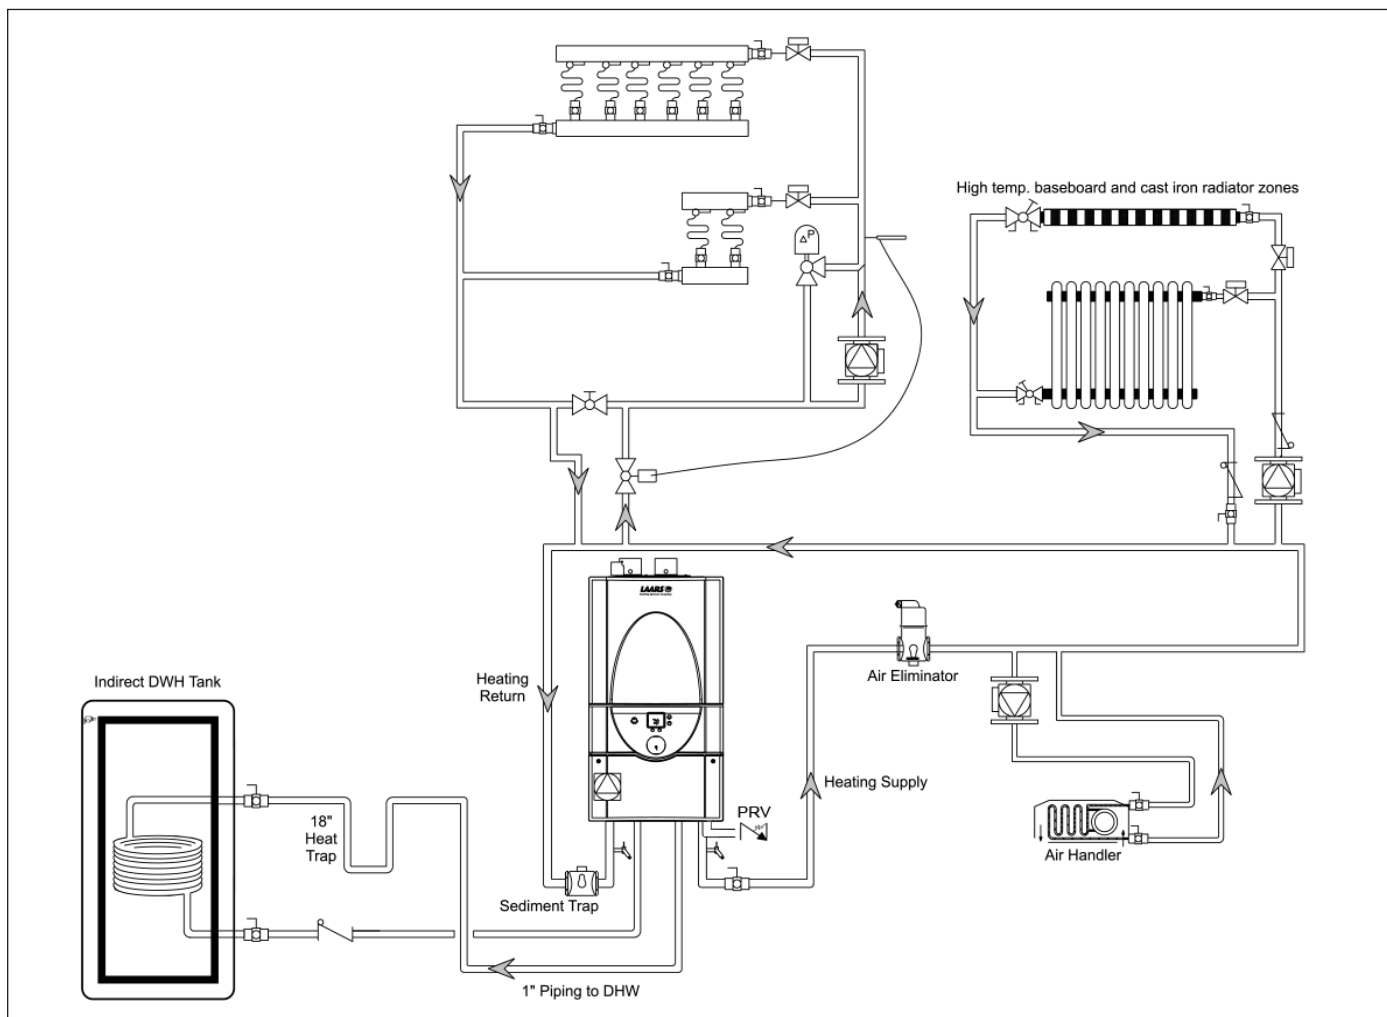 High temp. baseboard and cast iron radiator zones
△P
LAARS
Air Eliminator
Heating
Return
Indirect DWH Tank
Heating Supply
PRV
18"
Heat
Trap
Air Handler
Sediment Trap
1" Piping to DHW